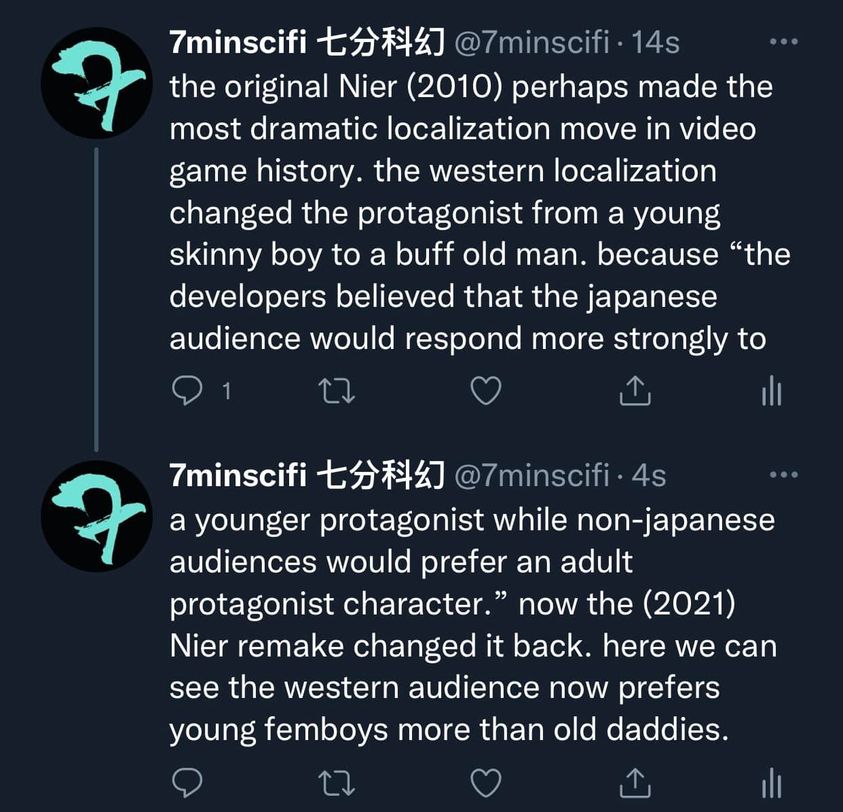 7minscifi 七分科幻 @7minscifi · 14s
the original Nier (2010) perhaps made the
most dramatic localization move in video
game history. the western localization
changed the protagonist from a young
skinny boy to a buff old man. because “the
developers believed that the japanese
audience would respond more strongly to
1
7minscifi 七分科幻 @7minscifi · 4s
a younger protagonist while non-japanese
audiences would prefer an adult
protagonist character.” now the (2021)
Nier remake changed it back. here we can
see the western audience now prefers
young femboys more than old daddies.